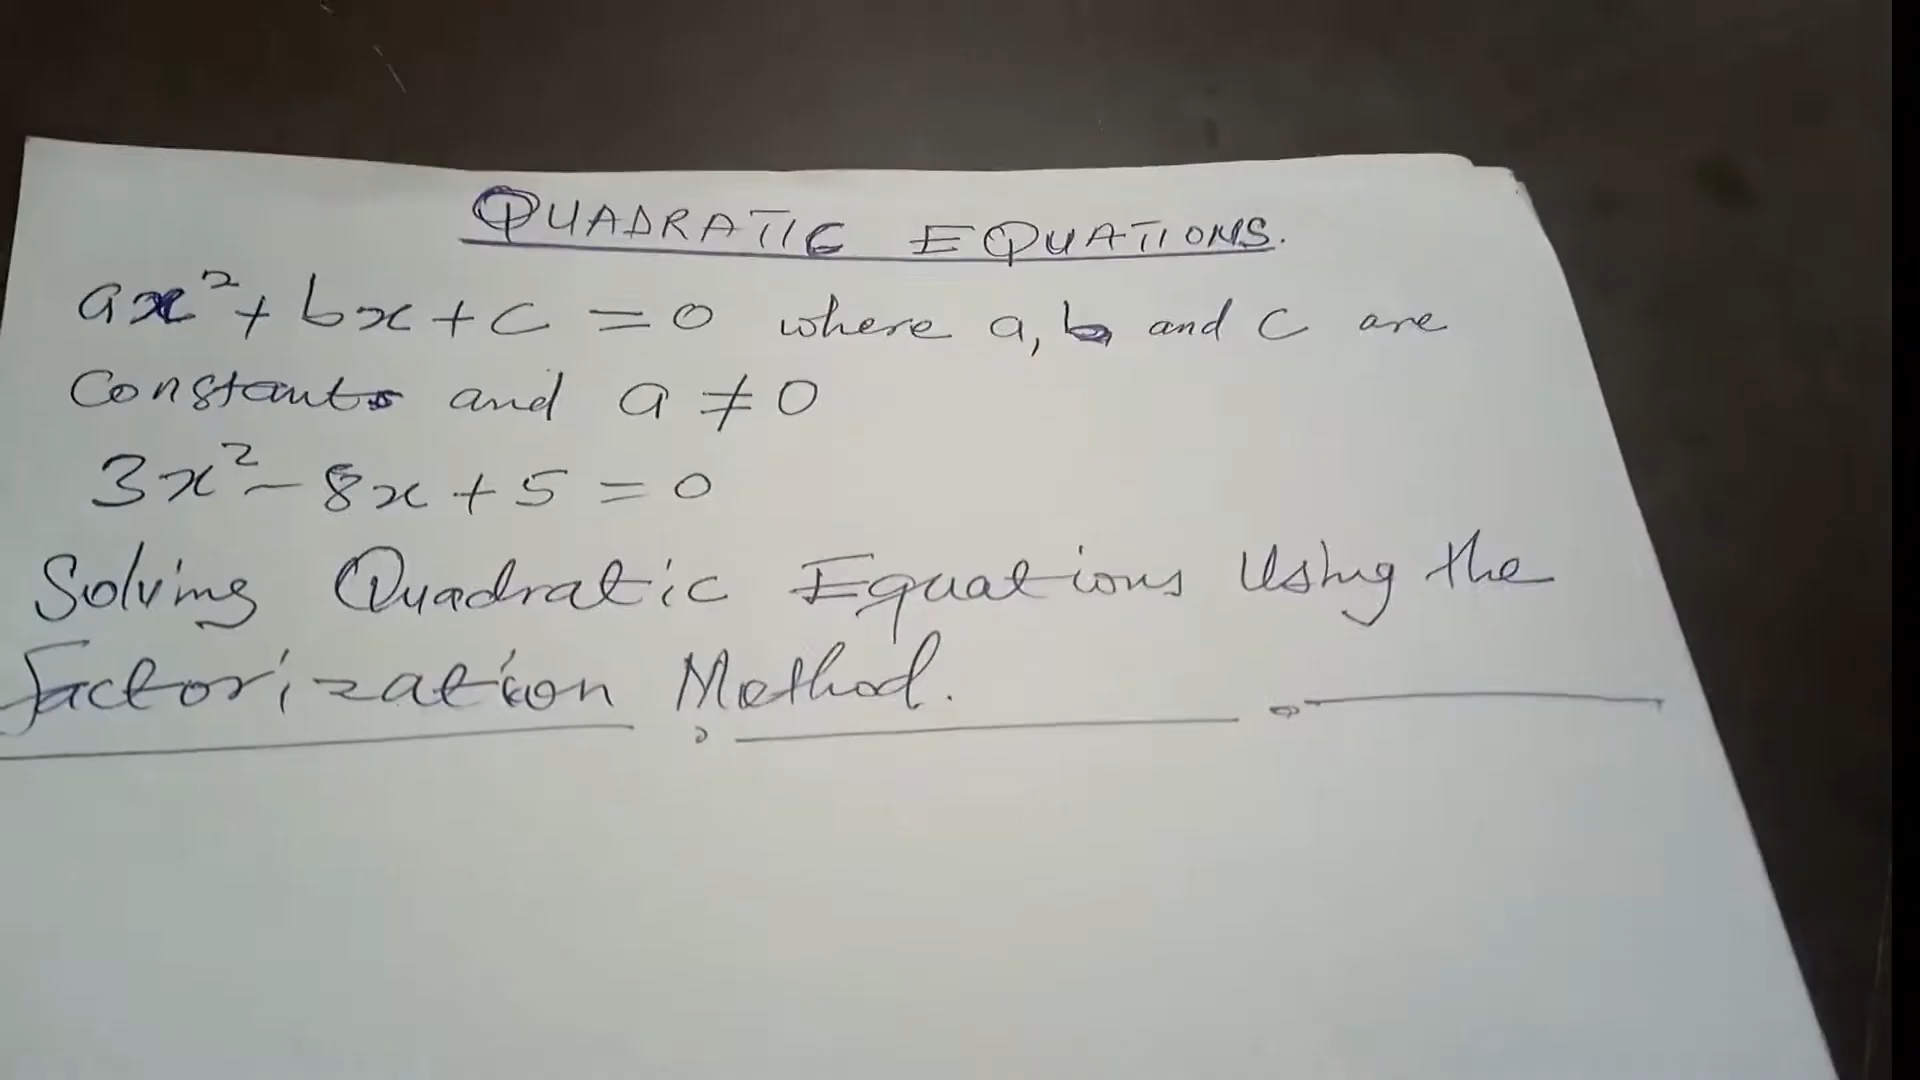 QUADRATIC EQUATIONS.
ax² + bx + c = 0 where a, b and c are
constants and a ≠ 0
3x² - 8x + 5 = 0
Solving Quadratic Equations Using the
Factorization Method.